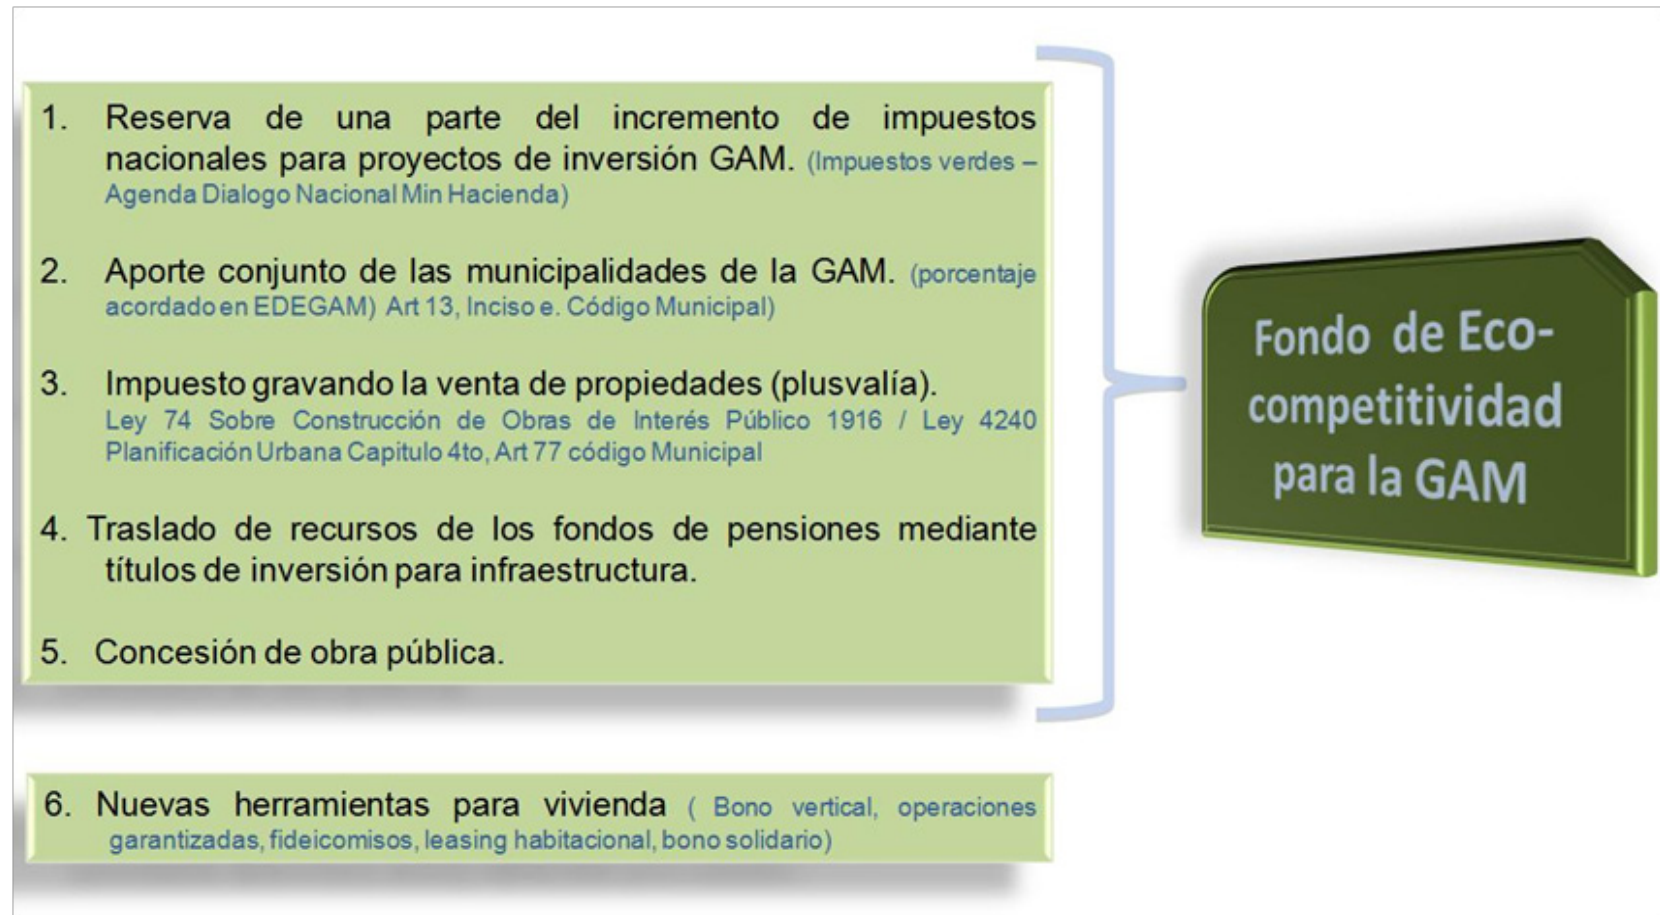 1. Reserva de una parte del incremento de impuestos
nacionales para proyectos de inversión GAM. (Impuestos verdes –
Agenda Dialogo Nacional Min Hacienda)
2. Aporte conjunto de las municipalidades de la GAM. (porcentaje
acordado en EDEGAM) Art 13, Inciso e. Código Municipal)
3. Impuesto gravando la venta de propiedades (plusvalía).
Ley 74 Sobre Construcción de Obras de Interés Público 1916 / Ley 4240
Planificación Urbana Capitulo 4to, Art 77 código Municipal
4. Traslado de recursos de los fondos de pensiones mediante
títulos de inversión para infraestructura.
5. Concesión de obra pública.
6. Nuevas herramientas para vivienda ( Bono vertical, operaciones
garantizadas, fideicomisos, leasing habitacional, bono solidario)
Fondo de Eco-
competitividad
para la GAM